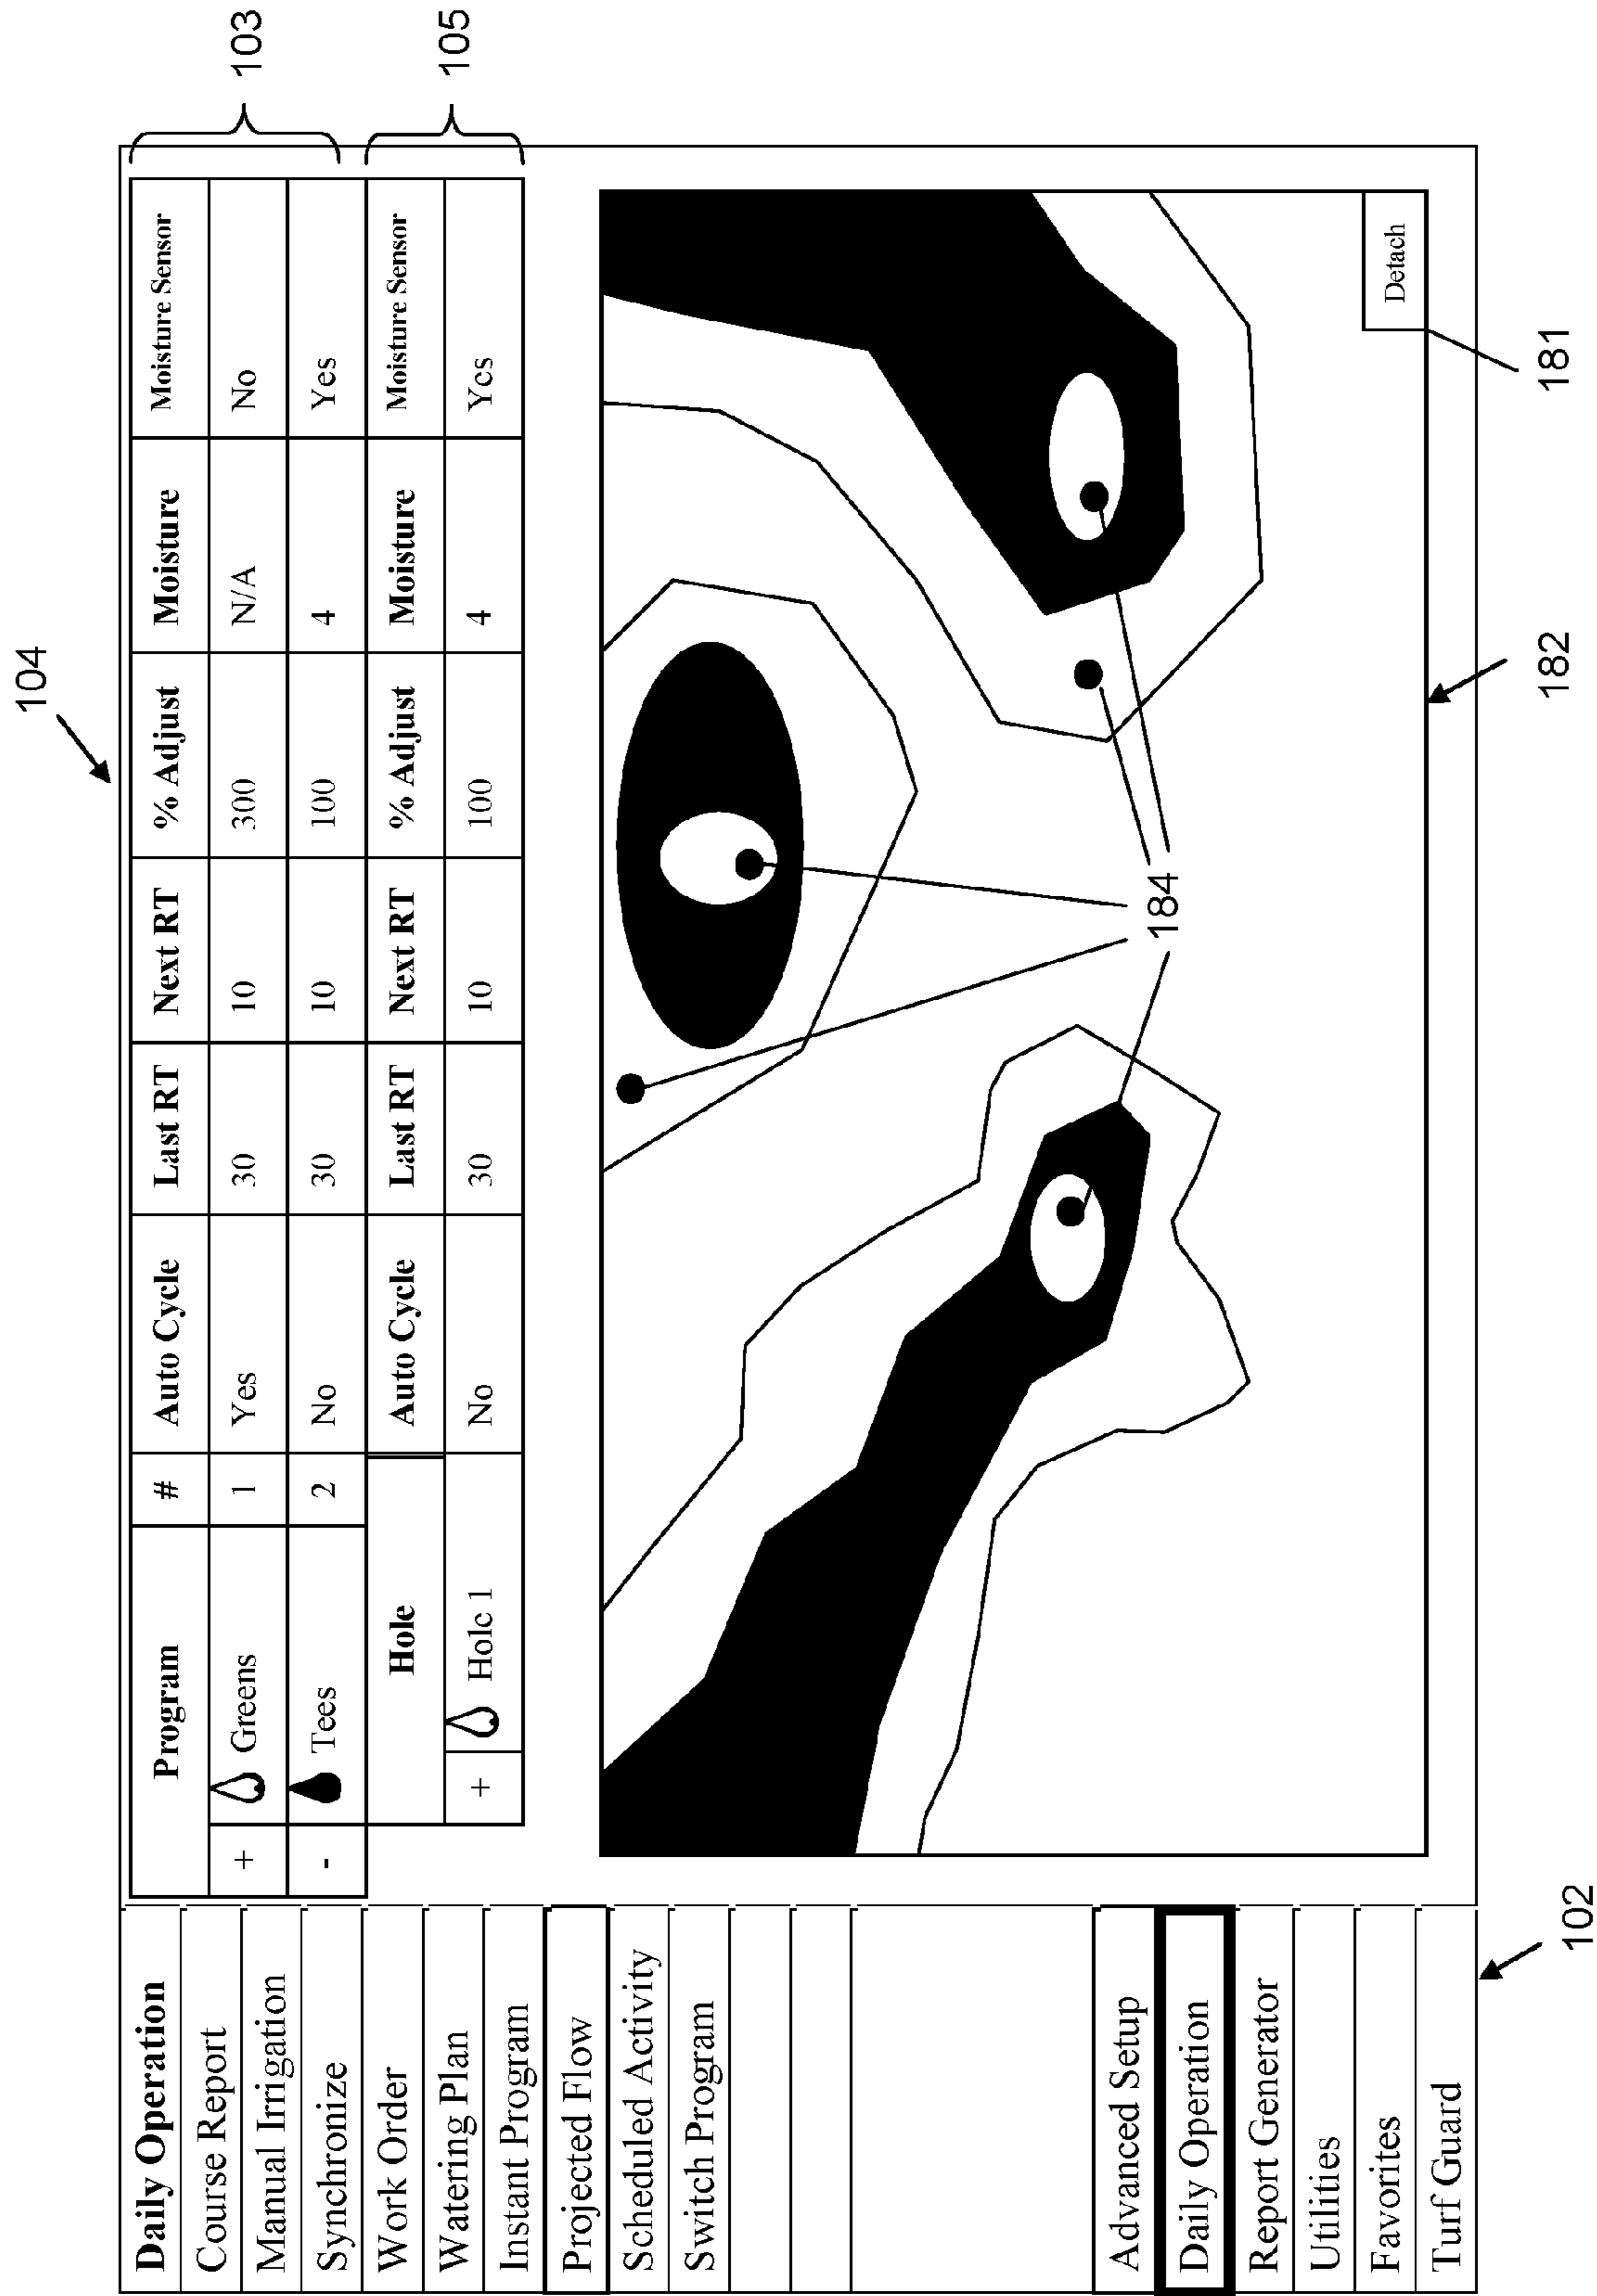 104
Program # Auto Cycle Last RT Next RT % Adjust Moisture Moisture Sensor
+ Greens 1 Yes 30 10 300 N/A No
- Tees 2 No 30 10 100 4 Yes
103
Hole Auto Cycle Last RT Next RT % Adjust Moisture Moisture Sensor
+ Hole 1 No 30 10 100 4 Yes
105
Daily Operation
Course Report
Manual Irrigation
Synchronize
Work Order
Watering Plan
Instant Program
Projected Flow
Scheduled Activity
Switch Program
Advanced Setup
Daily Operation
Report Generator
Utilities
Favorites
Turf Guard
184
Detach
102
182
181